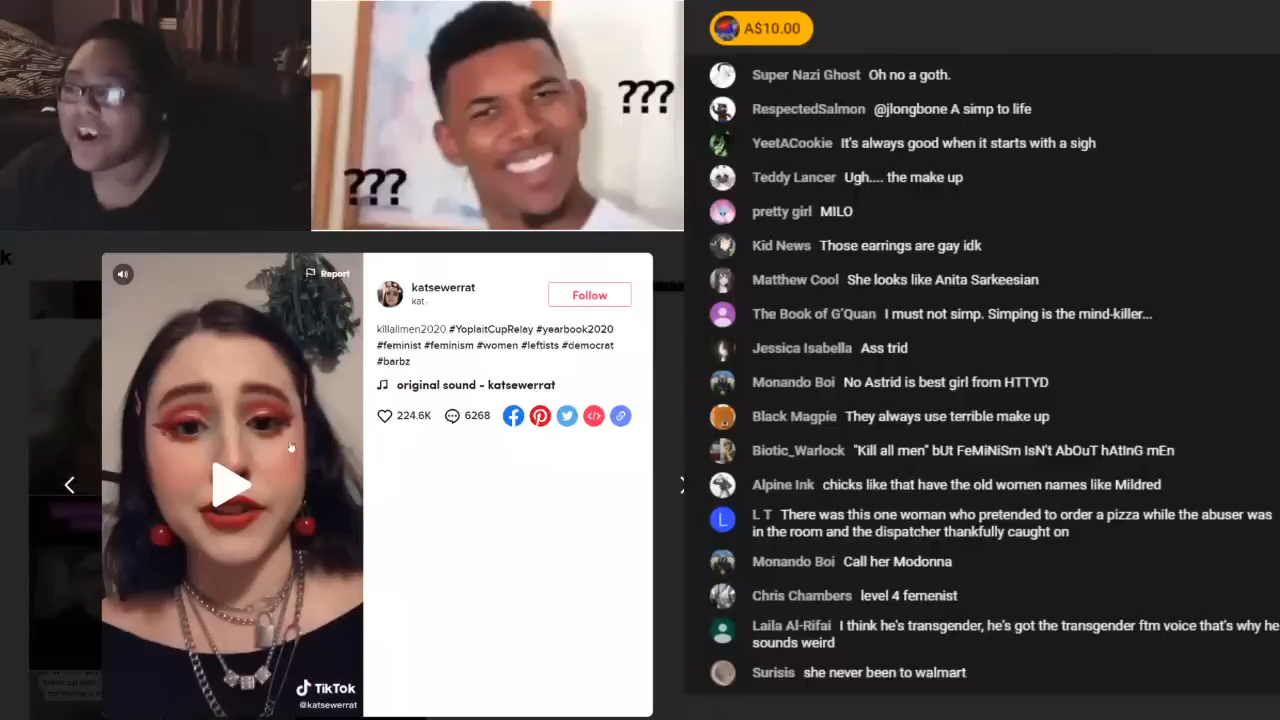 ???
???
A$10.00
Super Nazi Ghost Oh no a goth.
RespectedSalmon @jlongbone A simp to life
YeetACookie It's always good when it starts with a sigh
Teddy Lancer Ugh.... the make up
pretty girl MILO
Kid News Those earrings are gay idk
Matthew Cool She looks like Anita Sarkeesian
The Book of G'Quan I must not simp. Simping is the mind-killer...
Jessica Isabella Ass trid
Monando Boi No Astrid is best girl from HTTYD
Black Magpie They always use terrible make up
Biotic_Warlock "Kill all men" bUt FeMiNiSm IsN't AbOuT hAtInG mEn
Alpine Ink chicks like that have the old women names like Mildred
L
L T There was this one woman who pretended to order a pizza while the abuser was
in the room and the dispatcher thankfully caught on
Monando Boi Call her Modonna
Chris Chambers level 4 femenist
Laila Al-Rifai I think he's transgender, he's got the transgender ftm voice that's why he
sounds weird
Surisis she never been to walmart
k
Report
katsewerrat
kat ·
Follow
killallmen2020 #YoplaitCupRelay #yearbook2020
#feminist #feminism #women #leftists #democrat
#barbz
original sound - katsewerrat
224.6K 6268
TikTok
@katsewerrat